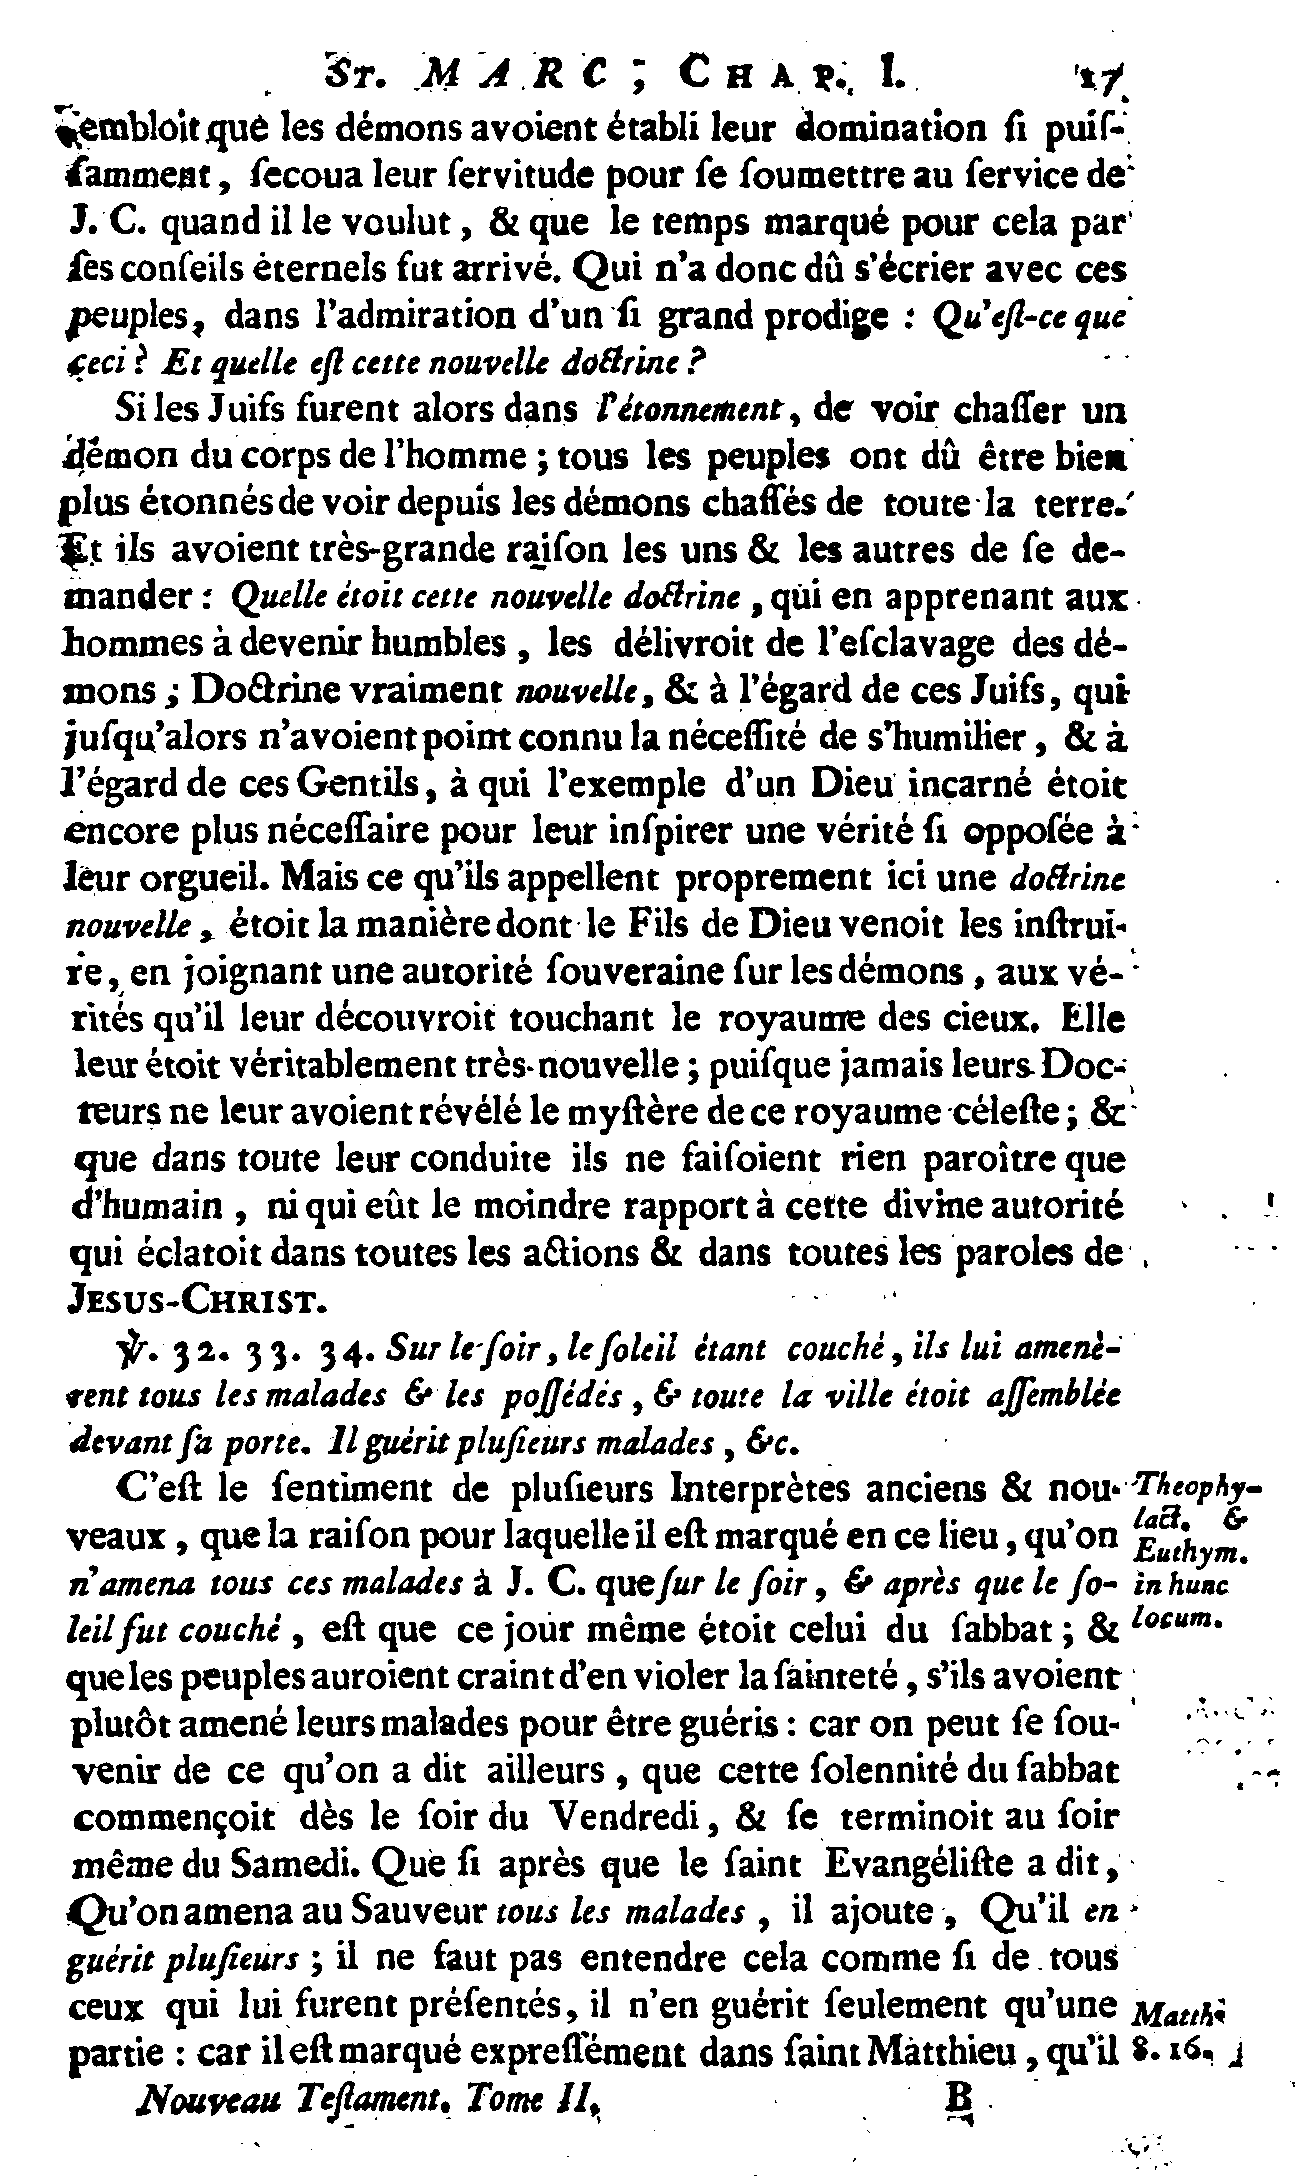 ST. MARC, CHAP. I. 17
ſembloit que les démons avoient établi leur domination ſi puiſ-
ſamment, ſecoua leur ſervitude pour ſe ſoumettre au ſervice de
J. C. quand il le voulut, & que le temps marqué pour cela par
ſes conſeils éternels fut arrivé. Qui n'a donc dû s'écrier avec ces
peuples, dans l'admiration d'un ſi grand prodige : Qu'eſt-ce que
ceci ? Et quelle eſt cette nouvelle doctrine ?
Si les Juifs furent alors dans l'étonnement, de voir chaſſer un
démon du corps de l'homme ; tous les peuples ont dû être bien
plus étonnés de voir depuis les démons chaſſés de toute la terre.
Et ils avoient très-grande raiſon les uns & les autres de ſe de-
mander : Quelle étoit cette nouvelle doctrine, qui en apprenant aux
hommes à devenir humbles, les délivroit de l'eſclavage des dé-
mons ; Doctrine vraiment nouvelle, & à l'égard de ces Juifs, qui
juſqu'alors n'avoient point connu la néceſſité de s'humilier, & à
l'égard de ces Gentils, à qui l'exemple d'un Dieu incarné étoit
encore plus néceſſaire pour leur inſpirer une vérité ſi oppoſée à
leur orgueil. Mais ce qu'ils appellent proprement ici une doctrine
nouvelle, étoit la manière dont le Fils de Dieu venoit les inſtrui-
re, en joignant une autorité ſouveraine ſur les démons, aux vé-
rités qu'il leur découvroit touchant le royaume des cieux. Elle
leur étoit véritablement très-nouvelle ; puiſque jamais leurs Doc-
teurs ne leur avoient révélé le myſtère de ce royaume céleſte ; &
que dans toute leur conduite ils ne faiſoient rien paroître que
d'humain, ni qui eût le moindre rapport à cette divine autorité
qui éclatoit dans toutes les actions & dans toutes les paroles de
JESUS-CHRIST.
℣. 32. 33. 34. Sur le ſoir, le ſoleil étant couché, ils lui amenè-
rent tous les malades & les poſſédés, & toute la ville étoit aſſemblée
devant ſa porte. Il guérit pluſieurs malades, &c.
C'eſt le ſentiment de pluſieurs Interprètes anciens & nou-
veaux, que la raiſon pour laquelle il eſt marqué en ce lieu, qu'on
n'amena tous ces malades à J. C. que ſur le ſoir, & après que le ſo-
leil fut couché, eſt que ce jour même étoit celui du ſabbat ; &
que les peuples auroient craint d'en violer la ſainteté, s'ils avoient
plutôt amené leurs malades pour être guéris : car on peut ſe ſou-
venir de ce qu'on a dit ailleurs, que cette ſolennité du ſabbat
commençoit dès le ſoir du Vendredi, & ſe terminoit au ſoir
même du Samedi. Que ſi après que le ſaint Evangéliſte a dit,
Qu'on amena au Sauveur tous les malades, il ajoute, Qu'il en
guérit pluſieurs ; il ne faut pas entendre cela comme ſi de tous
ceux qui lui furent préſentés, il n'en guérit ſeulement qu'une
partie : car il eſt marqué expreſſément dans ſaint Matthieu, qu'il
Theophy-
lact. &
Euthym.
in hunc
locum.
Matth.
8. 16.
Nouveau Teſtament. Tome II. B